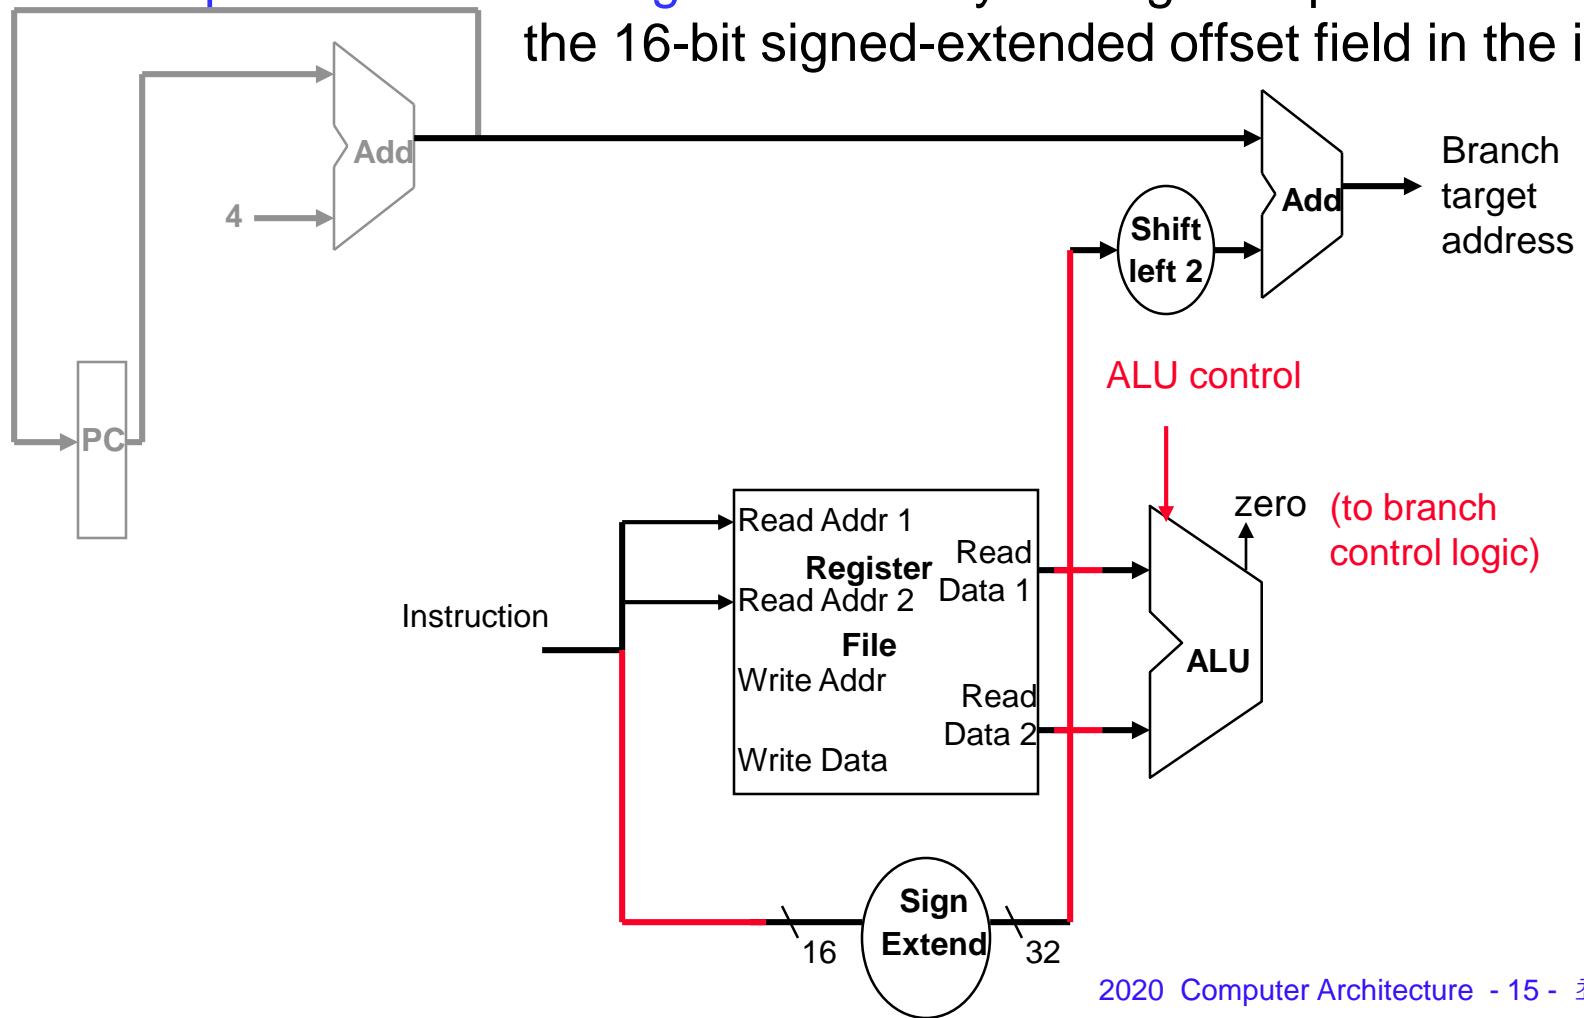 the 16-bit signed-extended offset field in the
Add
4
PC
Add
Branch
target
address
Shift
left 2
ALU control
Read Addr 1
Register
Read Addr 2
File
Write Addr
Write Data
Read
Data 1
Read
Data 2
Instruction
zero
(to branch
control logic)
ALU
Sign
Extend
16
32
2020 Computer Architecture - 15 -